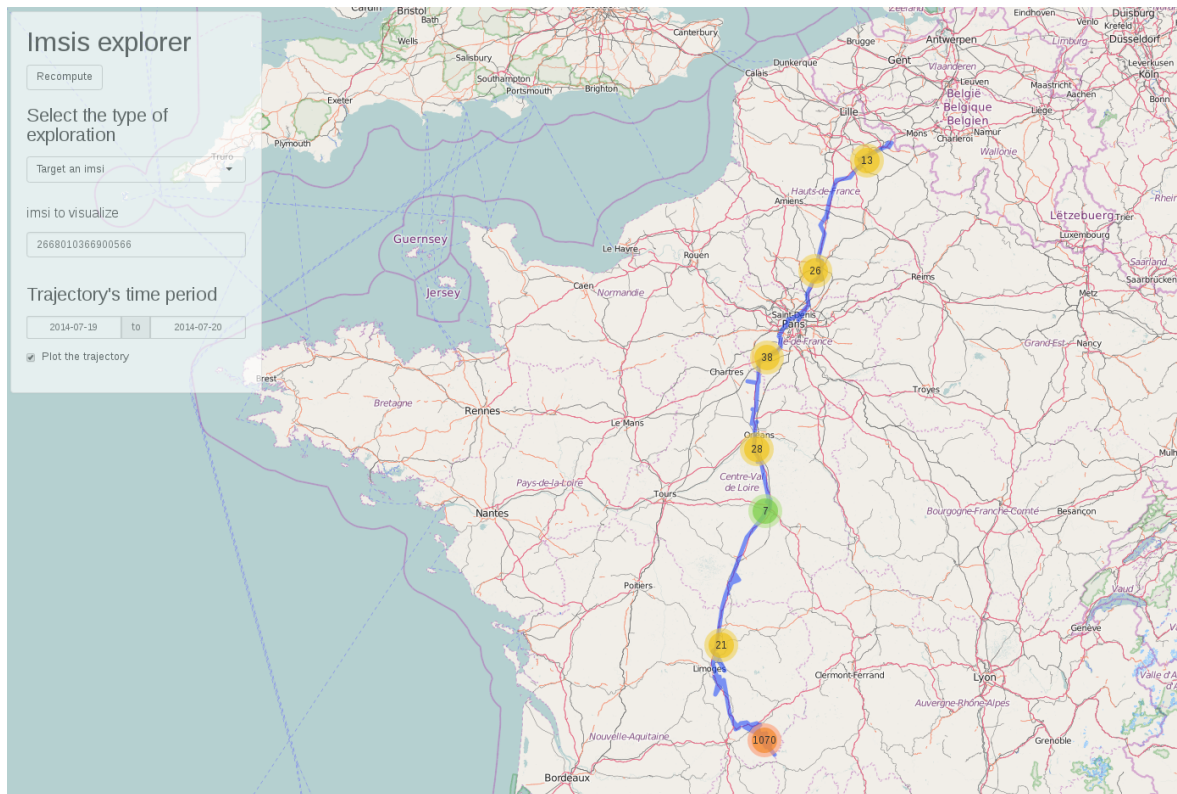 Imsis explorer
Recompute
Select the type of
exploration
Target an imsi
imsi to visualize
2668010366900566
Trajectory's time period
2014-07-19 to 2014-07-20
Plot the trajectory
Bristol
Bath
Wells
Salisbury
Southampton
Portsmouth
Brighton
Canterbury
Exeter
Plymouth
Truro
Guernsey
Jersey
Brest
Bretagne
Rennes
Nantes
Pays-de-la-Loire
Le Mans
Tours
Poitiers
Caen
Normandie
Le Havre
Rouen
Amiens
Hauts-de-France
Calais
Dunkerque
Lille
Brugge
Gent
Antwerpen
Vlaanderen
Leuven
België
Belgique
Belgien
Mons
Charleroi
Namur
Wallonie
Liège
Maastricht
Aachen
Limburg
Eindhoven
Venlo
Duisburg
Krefeld
Düsseldorf
Leverkusen
Köln
Bonn
Zeeland
Lëtzebuerg
Trier
Luxembourg
Saarland
Saarbrücken
Metz
Nancy
Grand-Est
Reims
Troyes
Saint-Denis
Paris
Île-de-France
Chartres
Orléans
Centre-Val
de Loire
Bourgogne-Franche-Comté
Besançon
Vaud
Genève
Lyon
Clermont-Ferrand
Auvergne-Rhône-Alpes
Grenoble
Limoges
Nouvelle-Aquitaine
Bordeaux
13
26
38
28
7
21
1070